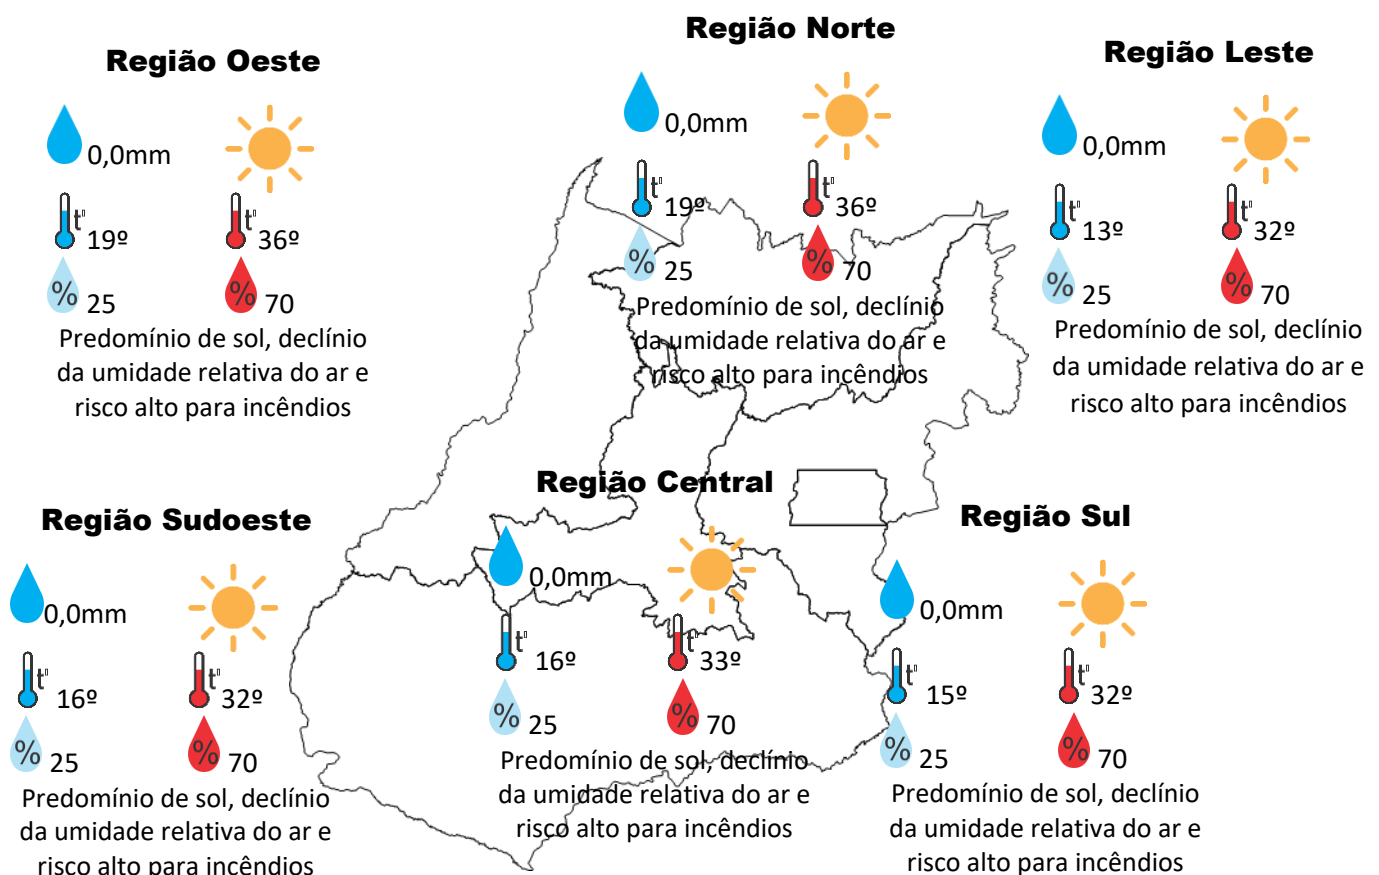 Região Oeste
0,0mm
t°
19º
t°
36º
% 25
% 70
Predomínio de sol, declínio
da umidade relativa do ar e
risco alto para incêndios
Região Norte
0,0mm
t°
19º
t°
36º
% 25
% 70
Predomínio de sol, declínio
da umidade relativa do ar e
risco alto para incêndios
Região Leste
0,0mm
t°
13º
t°
32º
% 25
% 70
Predomínio de sol, declínio
da umidade relativa do ar e
risco alto para incêndios
Região Sudoeste
0,0mm
t°
16º
t°
32º
% 25
% 70
Predomínio de sol, declínio
da umidade relativa do ar e
risco alto para incêndios
Região Central
0,0mm
t°
16º
t°
33º
% 25
% 70
Predomínio de sol, declínio
da umidade relativa do ar e
risco alto para incêndios
Região Sul
0,0mm
t°
15º
t°
32º
% 25
% 70
Predomínio de sol, declínio
da umidade relativa do ar e
risco alto para incêndios